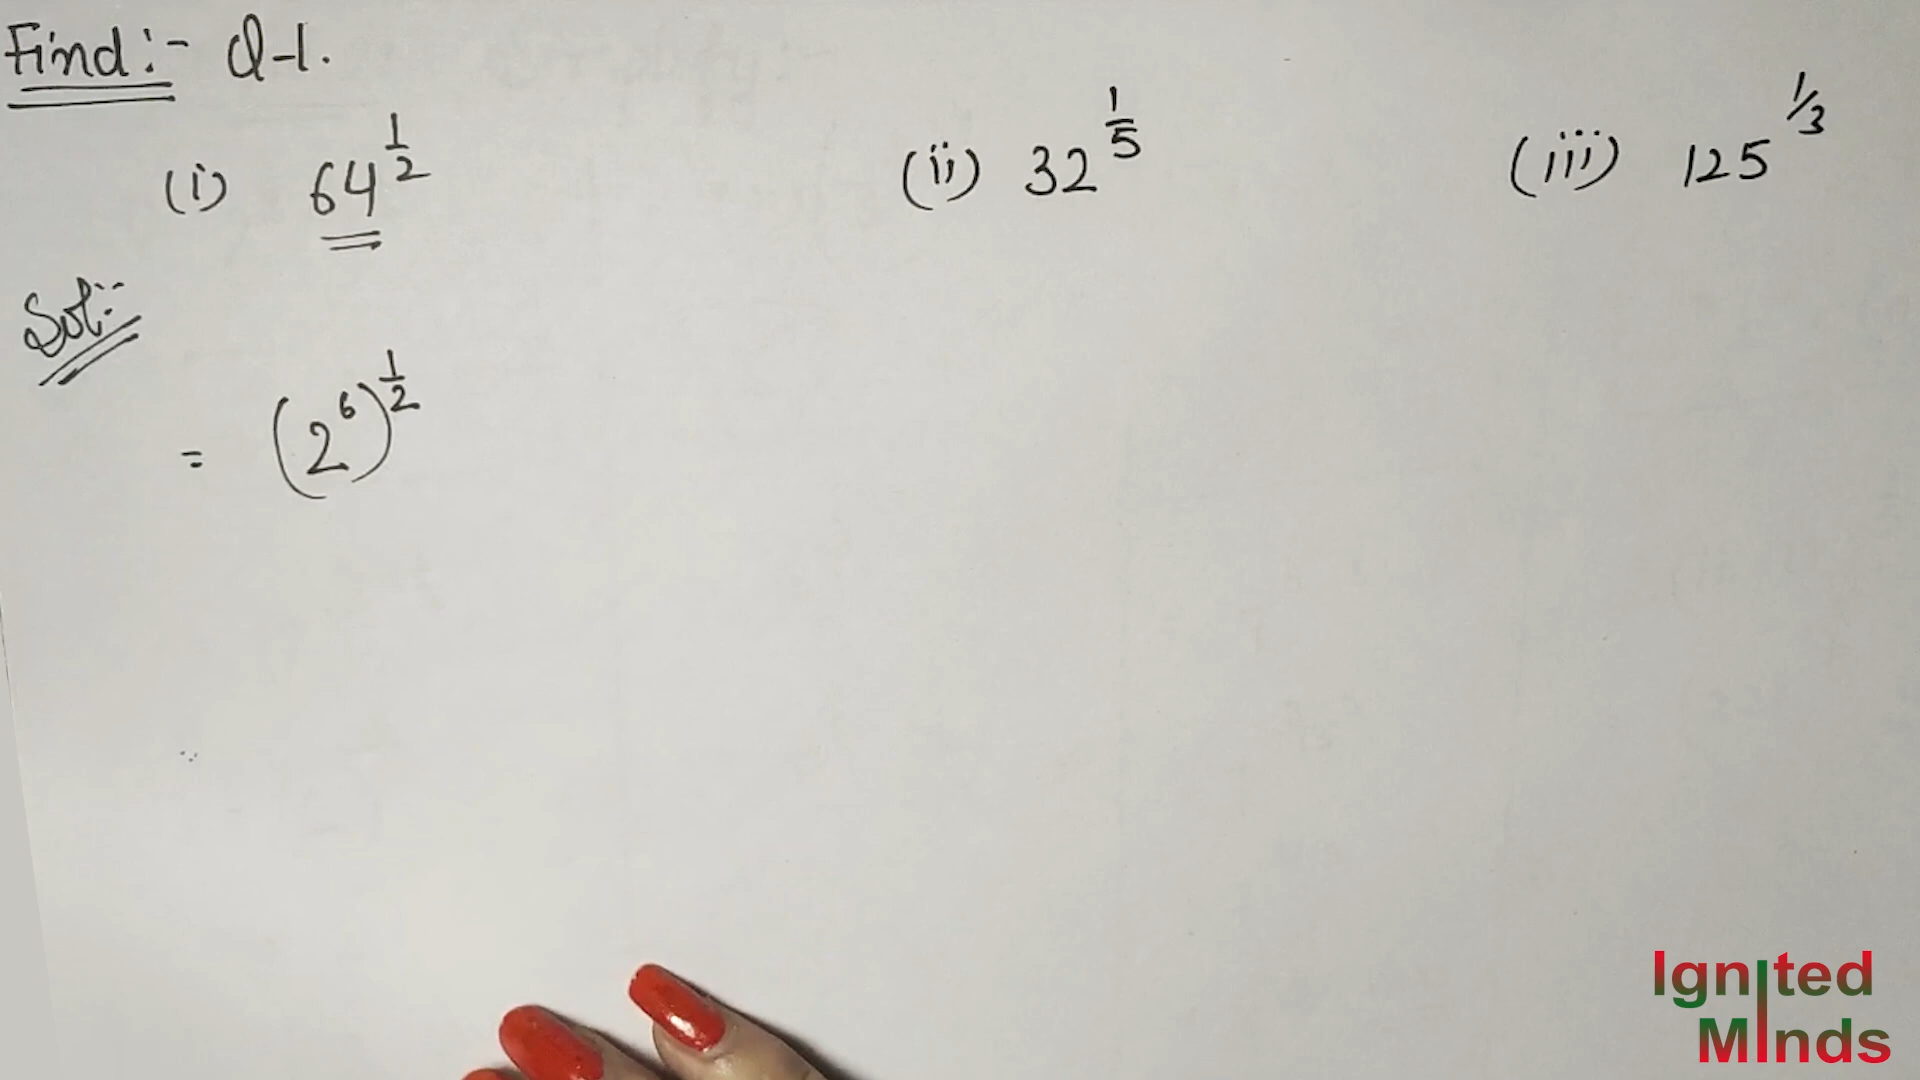 Find:- Q-1.
(i) 64^{1/2} (ii) 32^{1/5} (iii) 125^{1/3}
Sol:-
= (2^6)^{1/2}
Ignited
Minds